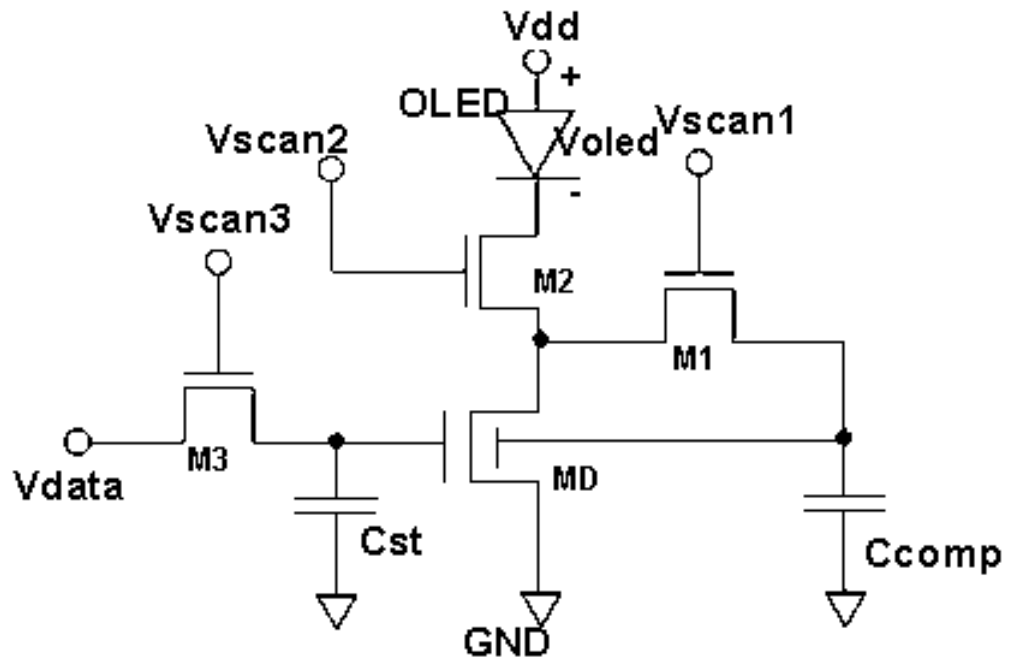 Vdd
+
OLED
Vscan2
Voled
Vscan1
-
Vscan3
M2
M1
M3
Vdata
MD
Cst
Ccomp
GND